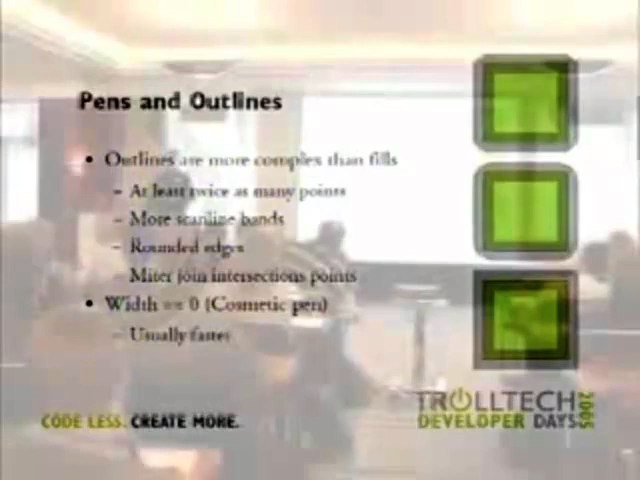 Pens and Outlines
• Outlines are more complex than fills
– At least twice as many points
– More scanline bands
– Rounded edges
– Miter join intersections points
• Width == 0 (Cosmetic pen)
– Usually faster
CODE LESS. CREATE MORE.
TROLLTECH
DEVELOPER DAYS 2005